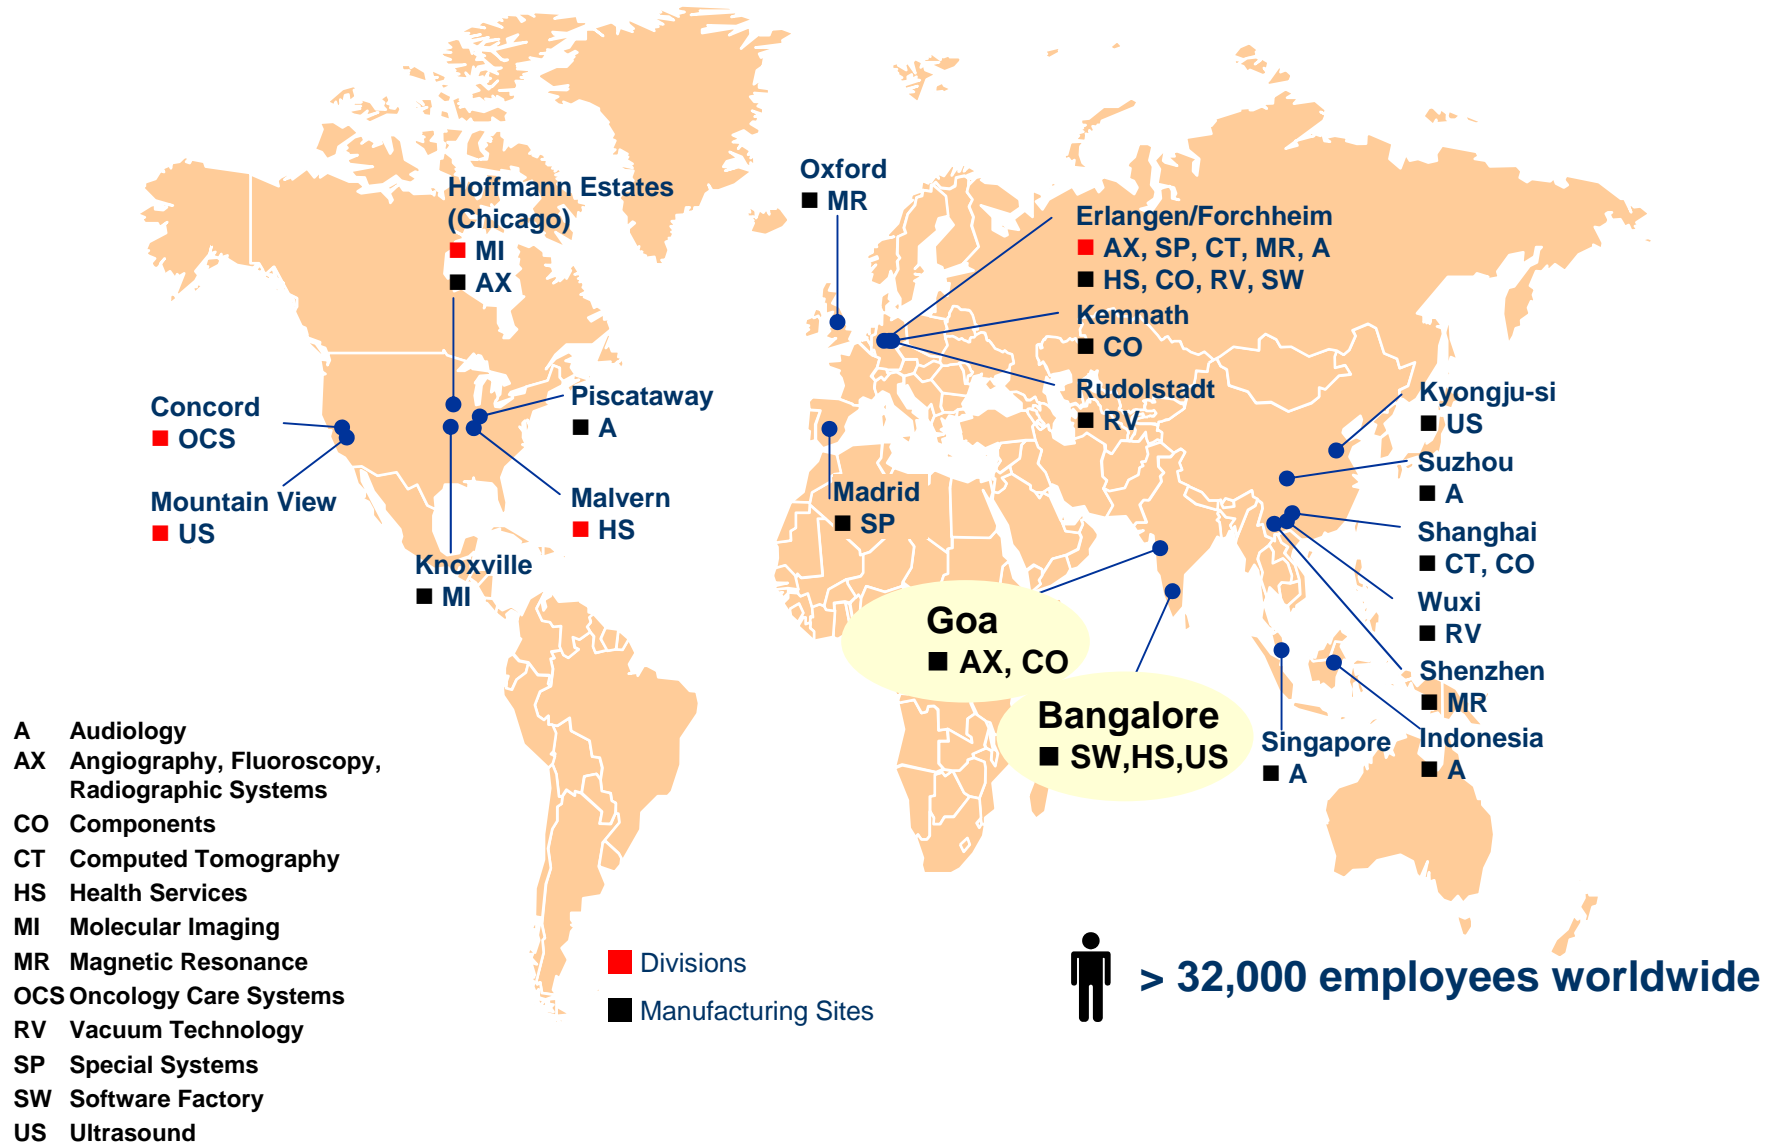 Hoffmann Estates
(Chicago)
MI
AX
Oxford
MR
Erlangen/Forchheim
AX, SP, CT, MR, A
HS, CO, RV, SW
Kemnath
CO
Rudolstadt
RV
Concord
OCS
Piscataway
A
Kyongju-si
US
Suzhou
A
Mountain View
US
Malvern
HS
Madrid
SP
Shanghai
CT, CO
Knoxville
MI
Wuxi
RV
Goa
AX, CO
Shenzhen
MR
Bangalore
SW,HS,US
Singapore
A
Indonesia
A
A Audiology
AX Angiography, Fluoroscopy,
Radiographic Systems
CO Components
CT Computed Tomography
HS Health Services
MI Molecular Imaging
MR Magnetic Resonance
OCS Oncology Care Systems
RV Vacuum Technology
SP Special Systems
SW Software Factory
US Ultrasound
Divisions
Manufacturing Sites
> 32,000 employees worldwide